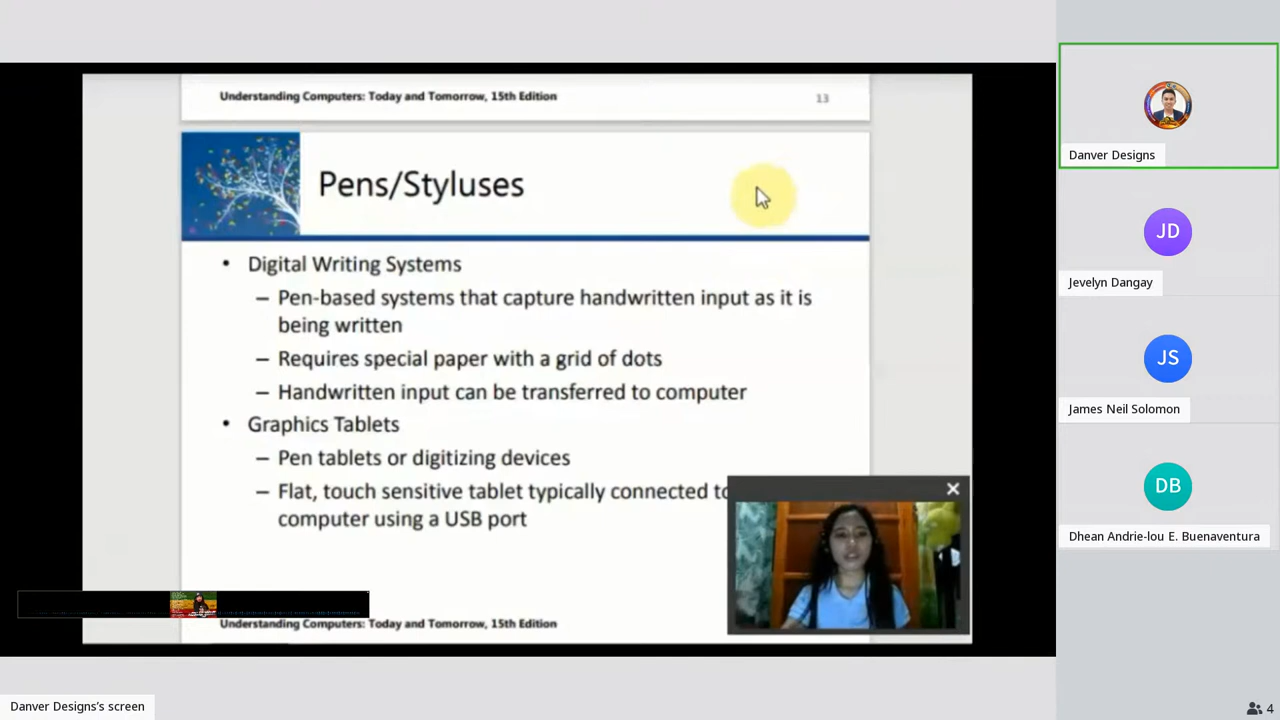 Understanding Computers: Today and Tomorrow, 15th Edition
13
Pens/Styluses
• Digital Writing Systems
– Pen-based systems that capture handwritten input as it is
being written
– Requires special paper with a grid of dots
– Handwritten input can be transferred to computer
• Graphics Tablets
– Pen tablets or digitizing devices
– Flat, touch sensitive tablet typically connected to
computer using a USB port
Understanding Computers: Today and Tomorrow, 15th Edition
Danver Designs
JD
Jevelyn Dangay
JS
James Neil Solomon
DB
Dhean Andrie-lou E. Buenaventura
Danver Designs's screen
4